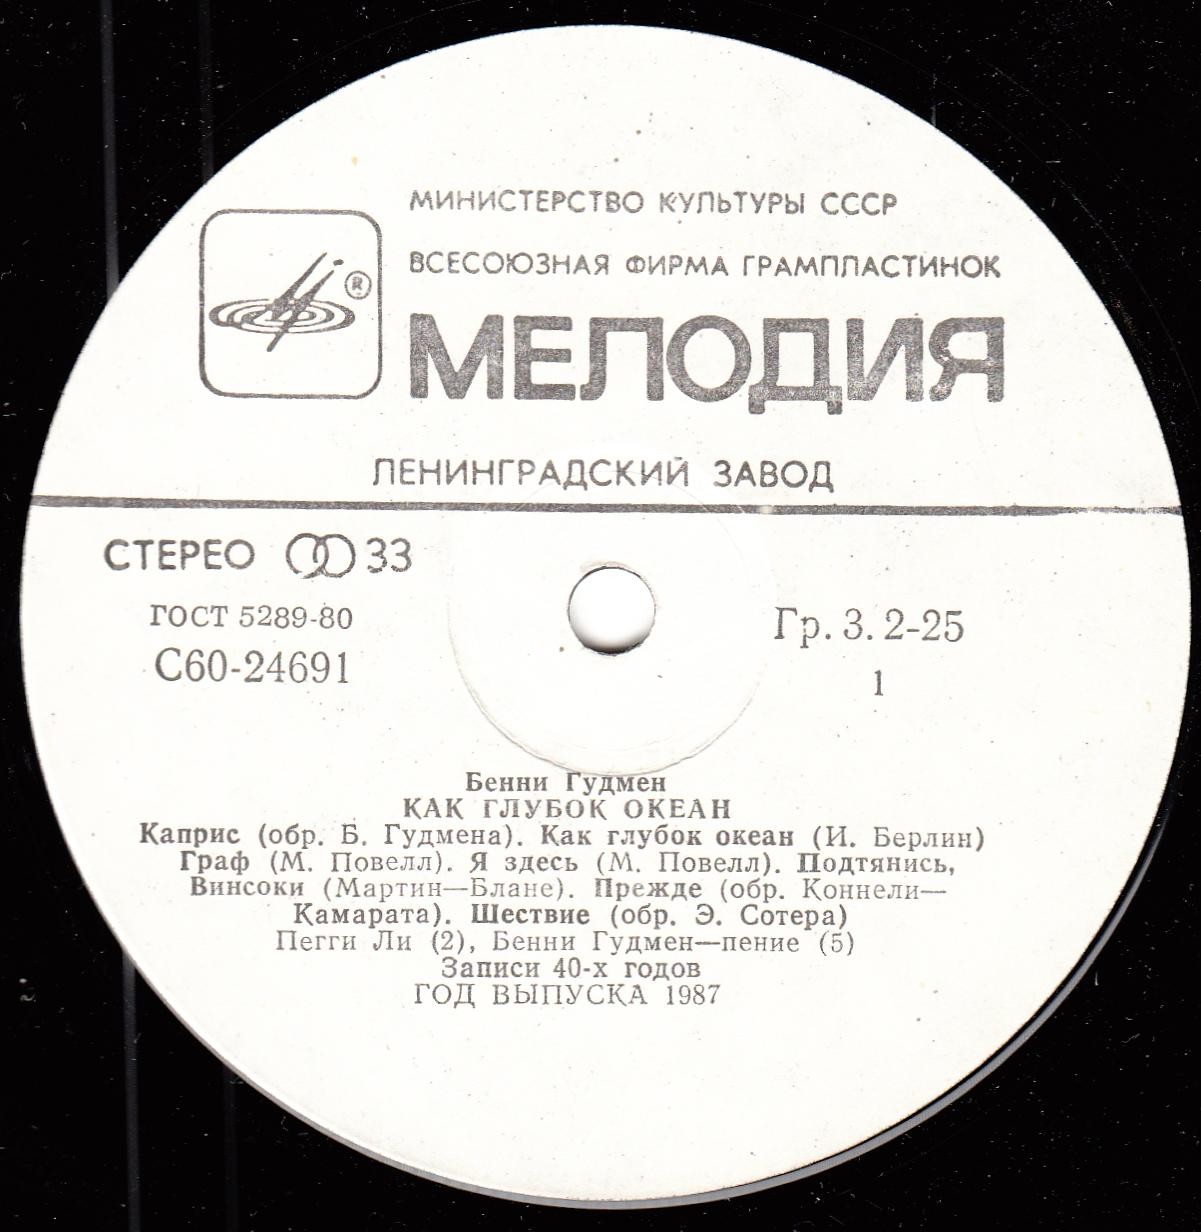 МИНИСТЕРСТВО КУЛЬТУРЫ СССР
ВСЕСОЮЗНАЯ ФИРМА ГРАМПЛАСТИНОК
®
МЕЛОДИЯ
ЛЕНИНГРАДСКИЙ ЗАВОД
СТЕРЕО 33
ГОСТ 5289-80
Гр. 3. 2-25
С60-24691
1
Бенни Гудмен
КАК ГЛУБОК ОКЕАН
Каприс (обр. Б. Гудмена). Как глубок океан (И. Берлин)
Граф (М. Повелл). Я здесь (М. Повелл). Подтянись,
Винсоки (Мартин—Блане). Прежде (обр. Коннели—
Камарата). Шествие (обр. Э. Сотера)
Пегги Ли (2), Бенни Гудмен—пение (5)
Записи 40-х годов
ГОД ВЫПУСКА 1987